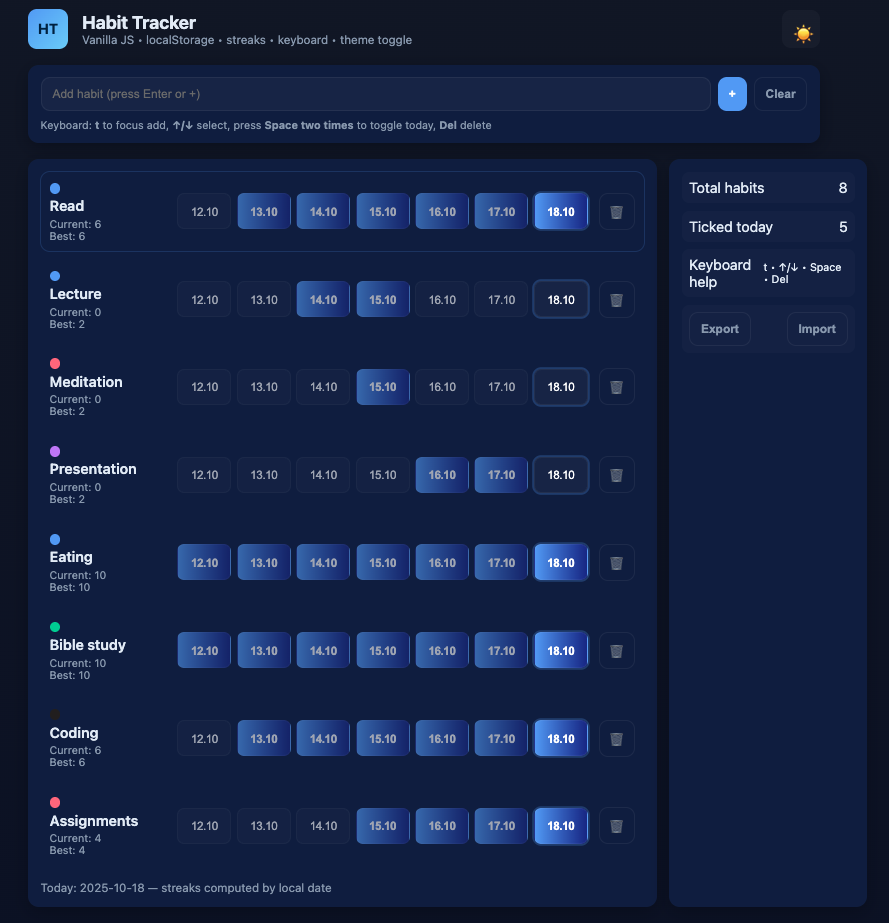 HT
Habit Tracker
Vanilla JS • localStorage • streaks • keyboard • theme toggle
Add habit (press Enter or +)
+
Clear
Keyboard: t to focus add, ↑/↓ select, press Space two times to toggle today, Del delete
Read
Current: 6
Best: 6
12.10 13.10 14.10 15.10 16.10 17.10 18.10
Lecture
Current: 0
Best: 2
12.10 13.10 14.10 15.10 16.10 17.10 18.10
Meditation
Current: 0
Best: 2
12.10 13.10 14.10 15.10 16.10 17.10 18.10
Presentation
Current: 0
Best: 2
12.10 13.10 14.10 15.10 16.10 17.10 18.10
Eating
Current: 10
Best: 10
12.10 13.10 14.10 15.10 16.10 17.10 18.10
Bible study
Current: 10
Best: 10
12.10 13.10 14.10 15.10 16.10 17.10 18.10
Coding
Current: 6
Best: 6
12.10 13.10 14.10 15.10 16.10 17.10 18.10
Assignments
Current: 4
Best: 4
12.10 13.10 14.10 15.10 16.10 17.10 18.10
Today: 2025-10-18 — streaks computed by local date
Total habits 8
Ticked today 5
Keyboard
help
t • ↑/↓ • Space
• Del
Export
Import